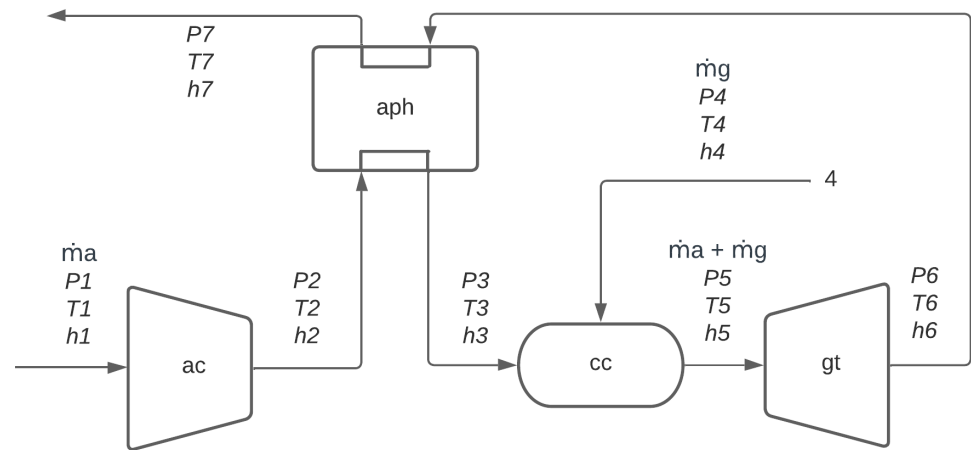 P7
T7
h7
aph
ṁg
P4
T4
h4
4
ṁa
P1
T1
h1
ac
P2
T2
h2
P3
T3
h3
cc
ṁa + ṁg
P5
T5
h5
gt
P6
T6
h6